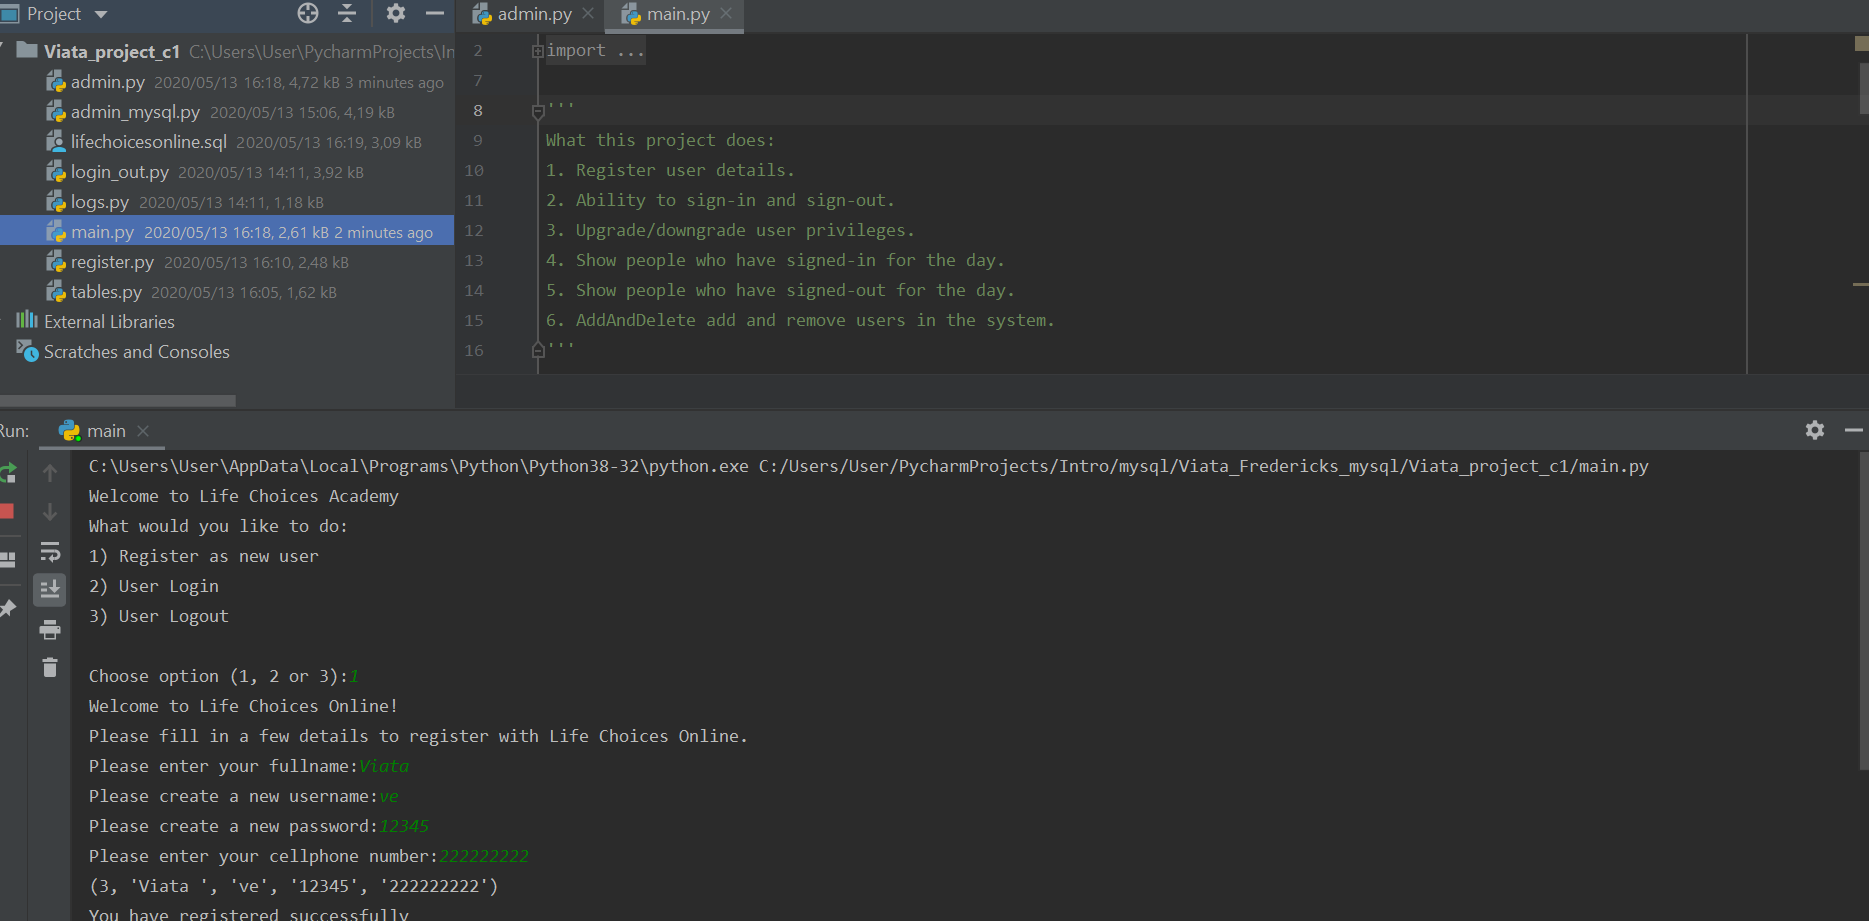 Project
Viata_project_c1 C:\Users\User\PycharmProjects\In
admin.py 2020/05/13 16:18, 4,72 kB 3 minutes ago
admin_mysql.py 2020/05/13 15:06, 4,19 kB
lifechoicesonline.sql 2020/05/13 16:19, 3,09 kB
login_out.py 2020/05/13 14:11, 3,92 kB
logs.py 2020/05/13 14:11, 1,18 kB
main.py 2020/05/13 16:18, 2,61 kB 2 minutes ago
register.py 2020/05/13 16:10, 2,48 kB
tables.py 2020/05/13 16:05, 1,62 kB
External Libraries
Scratches and Consoles
admin.py main.py
2 import ...
7
8 '''
9 What this project does:
10 1. Register user details.
11 2. Ability to sign-in and sign-out.
12 3. Upgrade/downgrade user privileges.
13 4. Show people who have signed-in for the day.
14 5. Show people who have signed-out for the day.
15 6. AddAndDelete add and remove users in the system.
16 '''
Run: main
C:\Users\User\AppData\Local\Programs\Python\Python38-32\python.exe C:/Users/User/PycharmProjects/Intro/mysql/Viata_Fredericks_mysql/Viata_project_c1/main.py
Welcome to Life Choices Academy
What would you like to do:
1) Register as new user
2) User Login
3) User Logout
Choose option (1, 2 or 3):1
Welcome to Life Choices Online!
Please fill in a few details to register with Life Choices Online.
Please enter your fullname:Viata
Please create a new username:ve
Please create a new password:12345
Please enter your cellphone number:222222222
(3, 'Viata ', 've', '12345', '222222222')
You have registered successfully